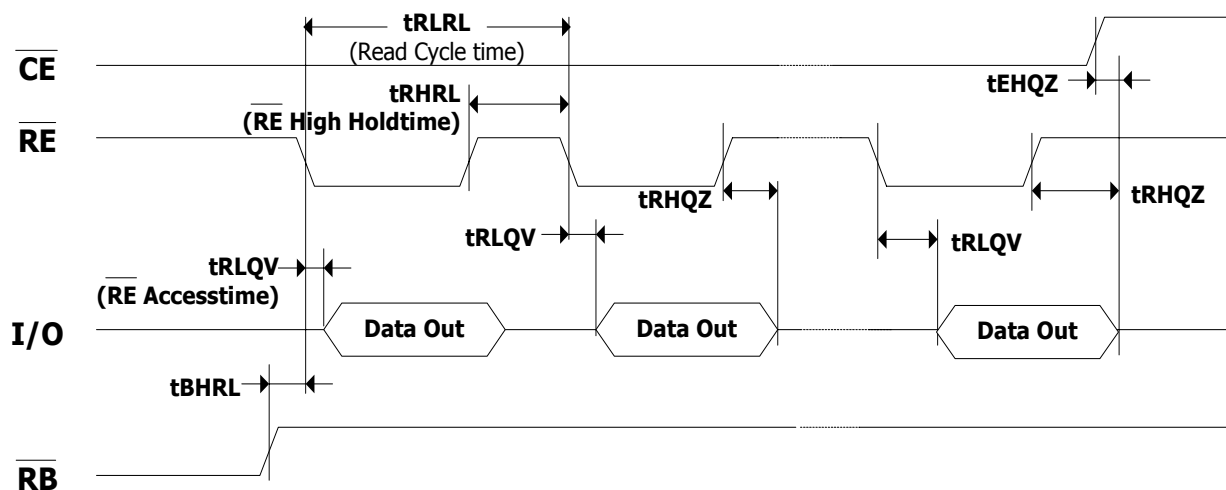 tRLRL
(Read Cycle time)
CE
tEHQZ
tRHRL
(RE High Holdtime)
RE
tRHQZ
tRHQZ
tRLQV
tRLQV
tRLQV
(RE Accesstime)
I/O
Data Out
Data Out
Data Out
tBHRL
RB